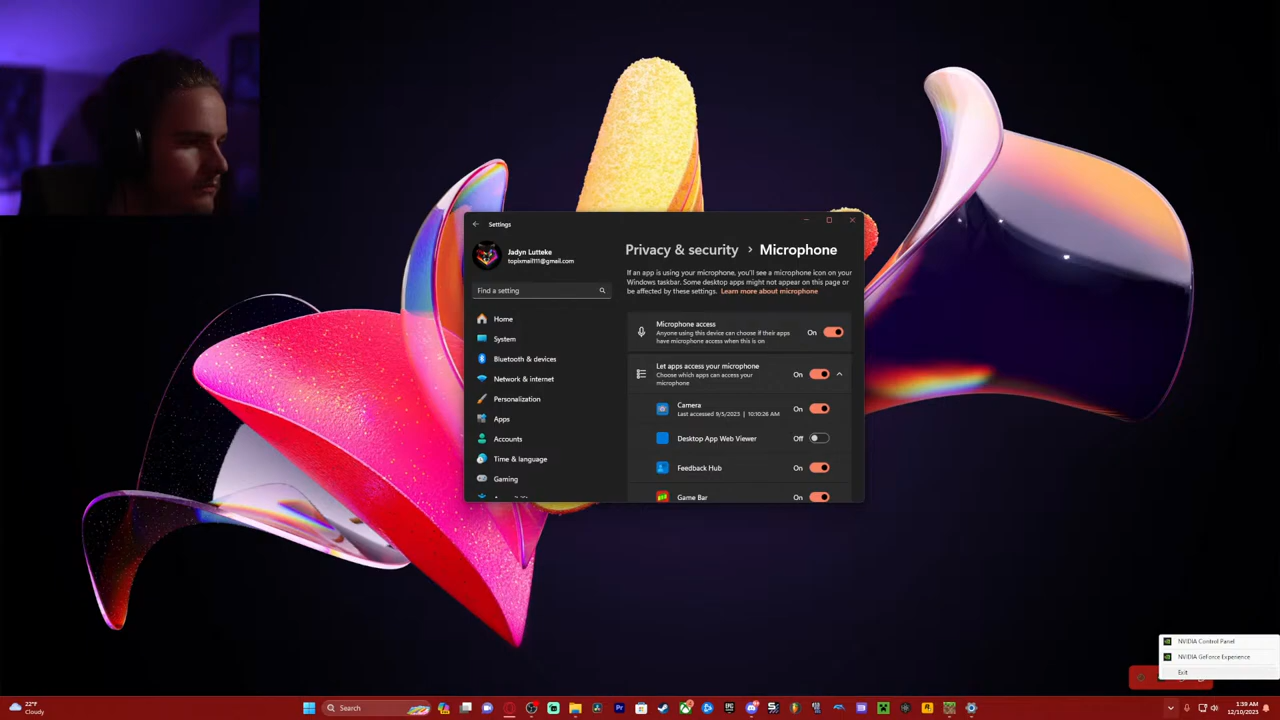 Settings
Jadyn Lutteke
Find a setting
Home
System
Bluetooth & devices
Network & internet
Personalization
Apps
Accounts
Time & language
Gaming
Privacy & security > Microphone
If an app is using your microphone, you'll see a microphone icon on your
Windows taskbar. Some desktop apps might not appear on this page or
be affected by these settings. Learn more about microphone
Microphone access
Anyone using this device can choose if their apps
have microphone access when this is on
On
Let apps access your microphone
Choose which apps can access your
microphone
On
Camera
Last accessed 9/5/2023 | 10:10:26 AM
On
Desktop App Web Viewer
Off
Feedback Hub
On
Game Bar
On
NVIDIA Control Panel
NVIDIA GeForce Experience
Exit
22°F
Cloudy
Search
1:39 AM
12/10/2023